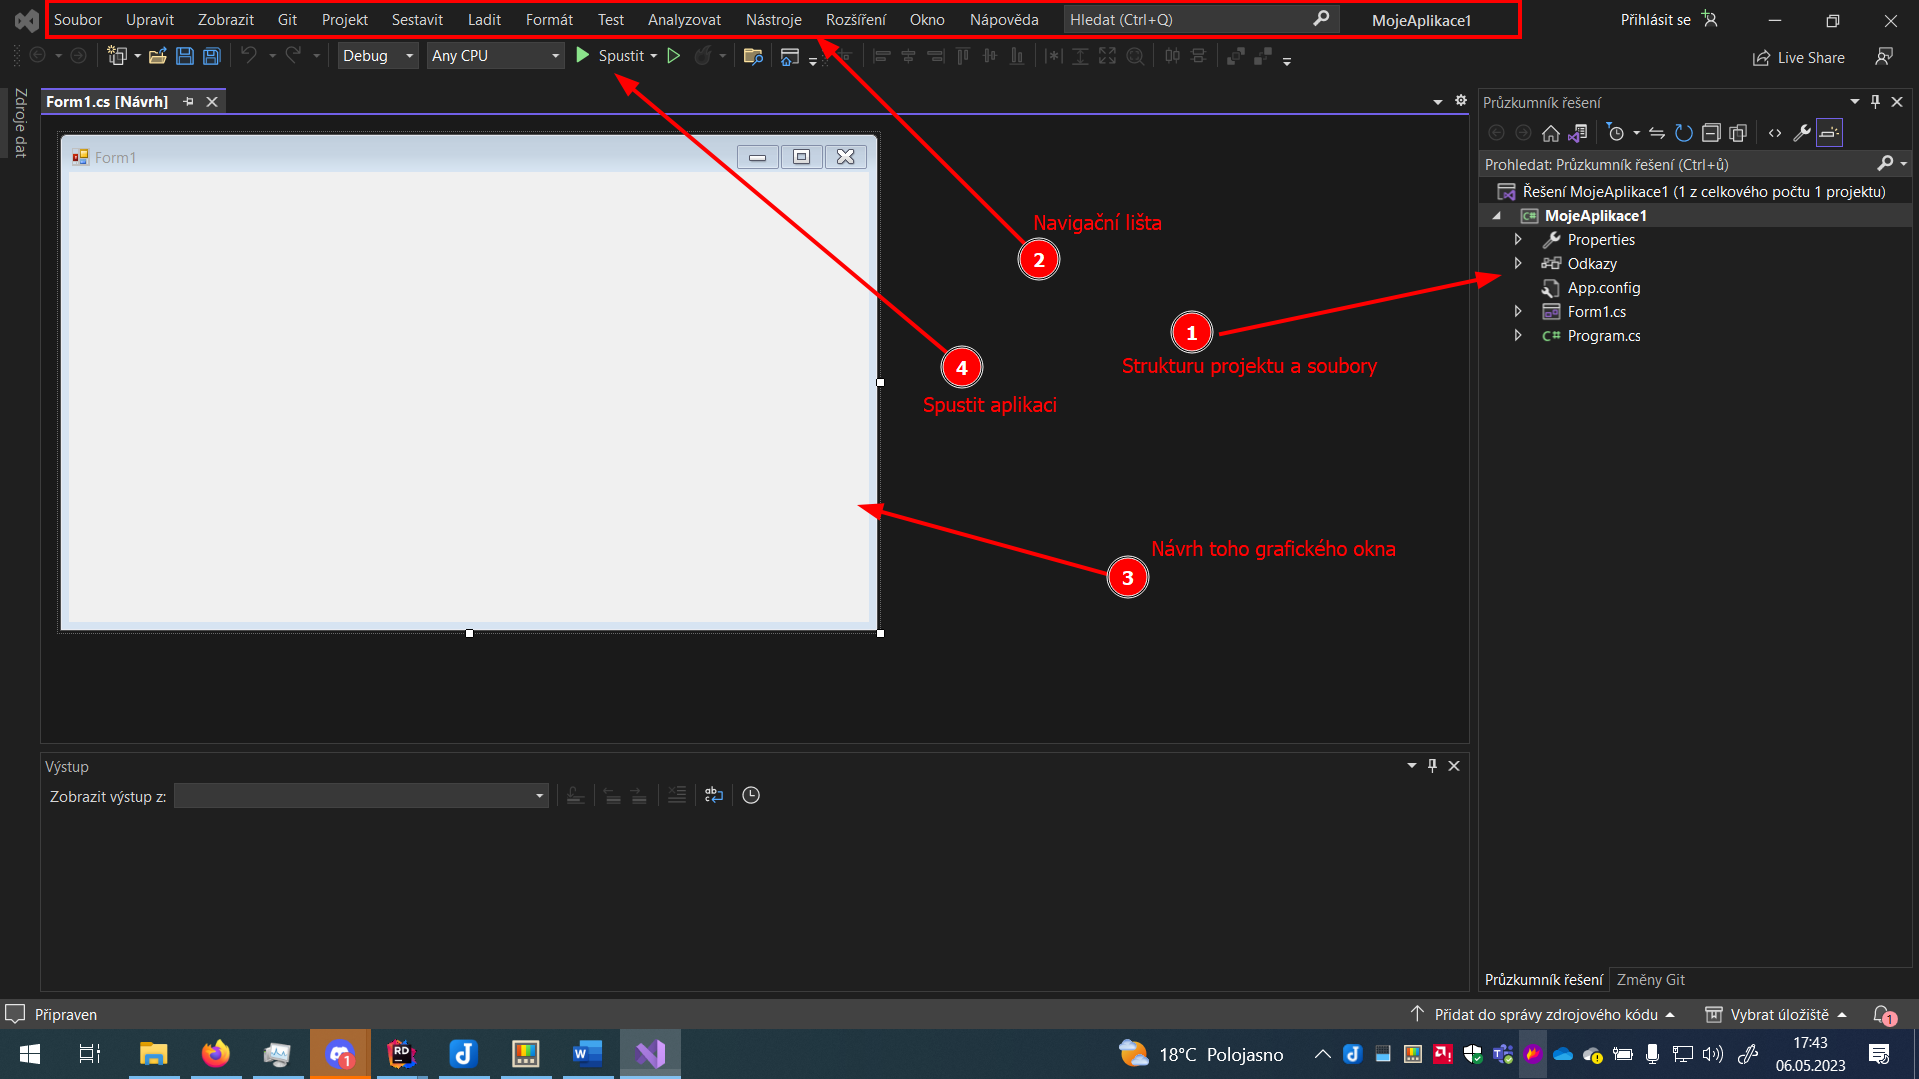 Soubor Upravit Zobrazit Git Projekt Sestavit Ladit Formát Test Analyzovat Nástroje Rozšíření Okno Nápověda Hledat (Ctrl+Q) MojeAplikace1 Přihlásit se
Debug Any CPU Spustit Live Share
Zdroje dat
Form1.cs [Návrh]
Form1
Navigační lišta
2
1
Strukturu projektu a soubory
4
Spustit aplikaci
Návrh toho grafického okna
3
Průzkumník řešení
Prohledat: Průzkumník řešení (Ctrl+ů)
Řešení MojeAplikace1 (1 z celkového počtu 1 projektu)
C# MojeAplikace1
Properties
Odkazy
App.config
Form1.cs
C# Program.cs
Výstup
Zobrazit výstup z:
Průzkumník řešení Změny Git
Připraven Přidat do správy zdrojového kódu Vybrat úložiště 1
18°C Polojasno
17:43
06.05.2023